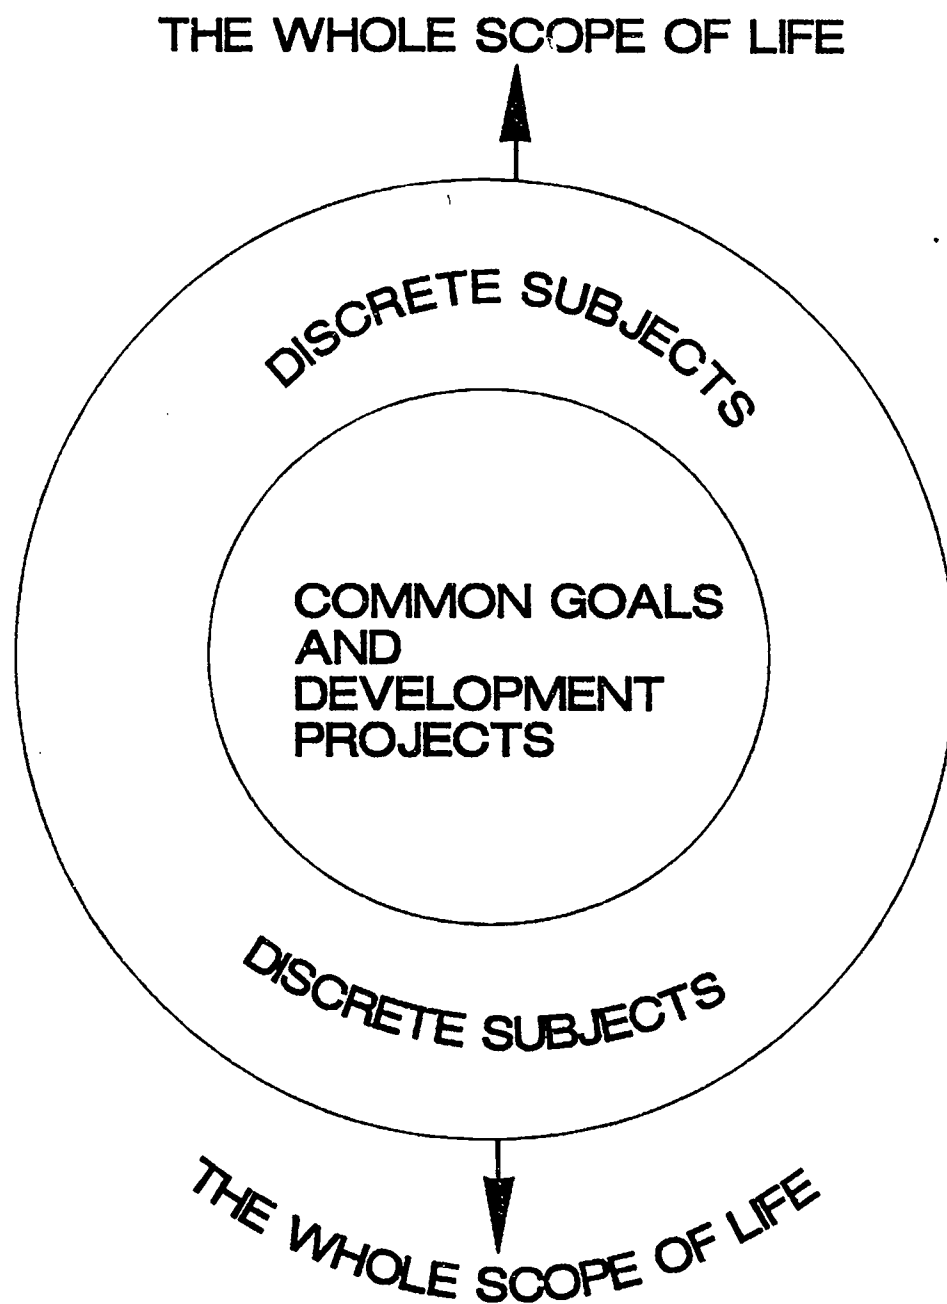 THE WHOLE SCOPE OF LIFE
DISCRETE SUBJECTS
COMMON GOALS
AND
DEVELOPMENT
PROJECTS
DISCRETE SUBJECTS
THE WHOLE SCOPE OF LIFE